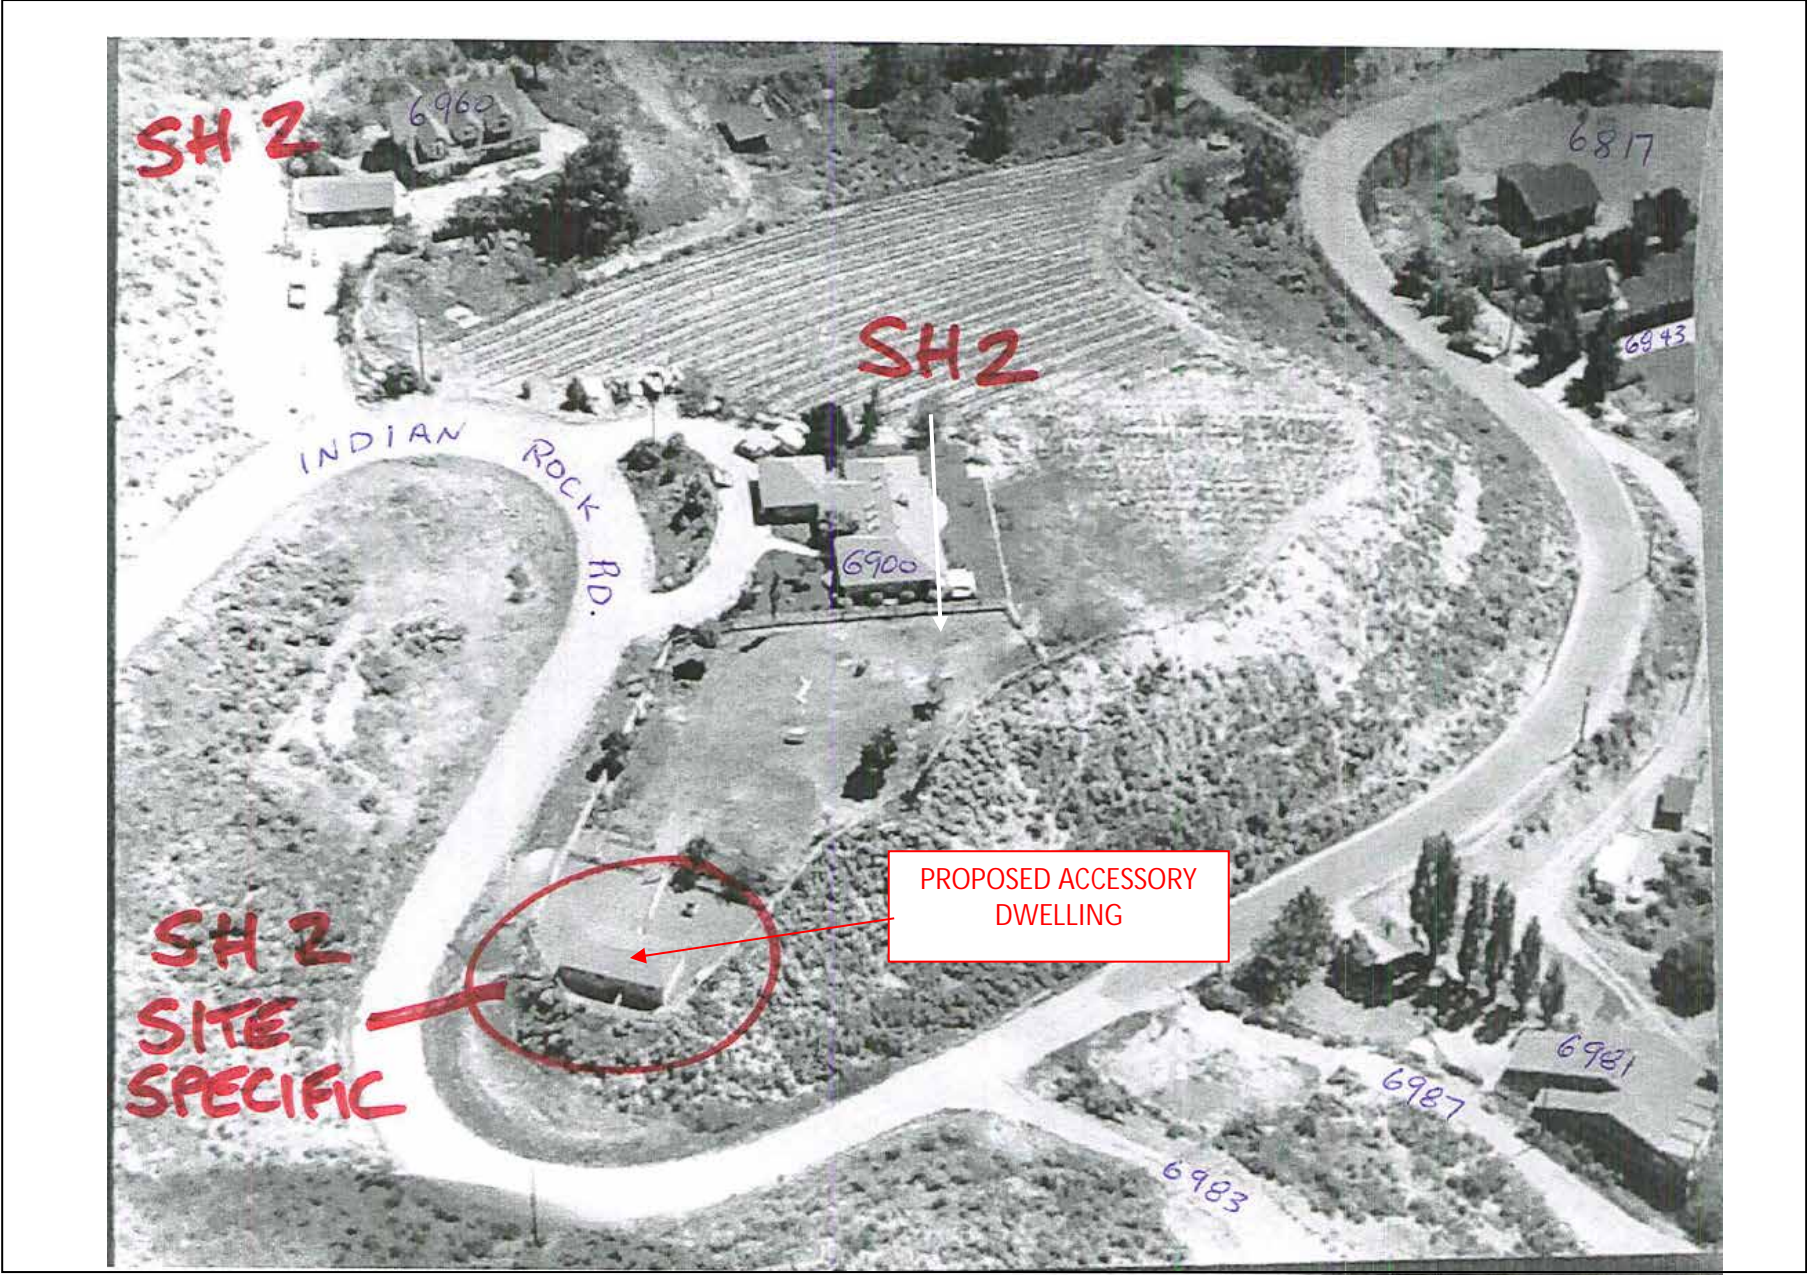 6960
SH 2
6817
SH2
6943
INDIAN ROCK RD.
6900
PROPOSED ACCESSORY
DWELLING
SH 2
SITE
SPECIFIC
6981
6987
6983